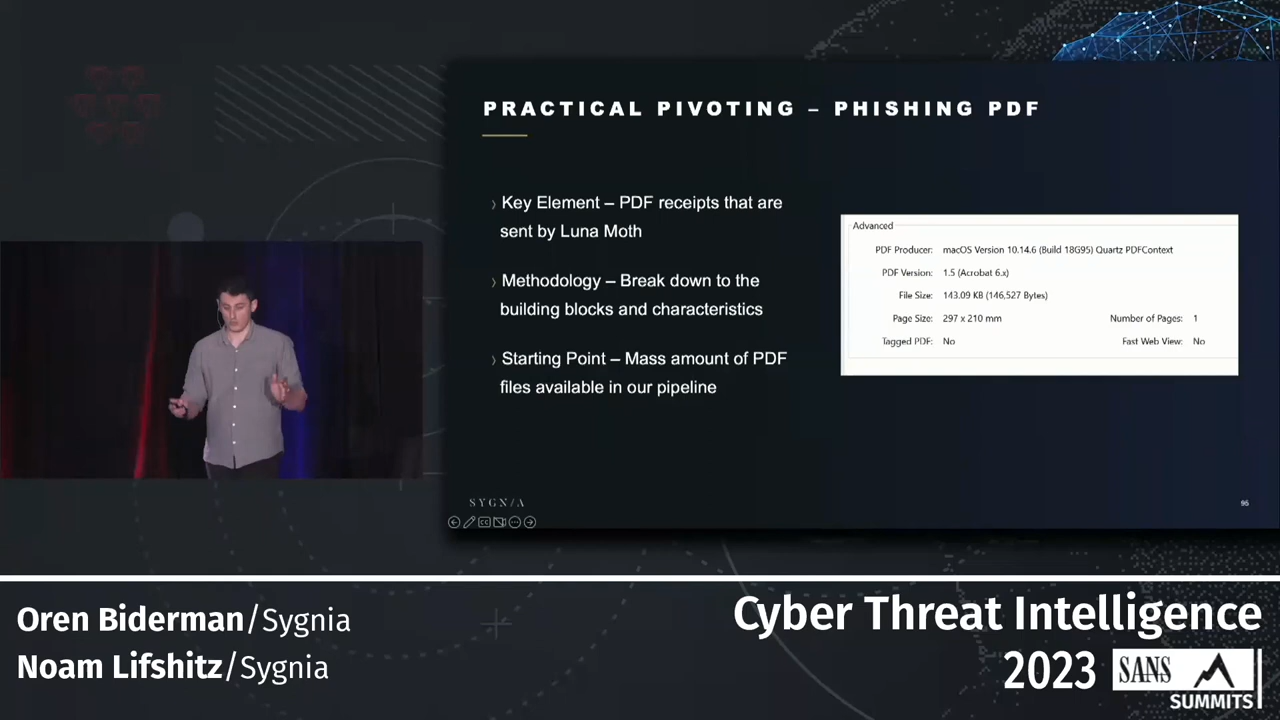 PRACTICAL PIVOTING – PHISHING PDF
› Key Element – PDF receipts that are
sent by Luna Moth
› Methodology – Break down to the
building blocks and characteristics
› Starting Point – Mass amount of PDF
files available in our pipeline
Advanced
PDF Producer: macOS Version 10.14.6 (Build 18G95) Quartz PDFContext
PDF Version: 1.5 (Acrobat 6.x)
File Size: 143.09 KB (146,527 Bytes)
Page Size: 297 x 210 mm Number of Pages: 1
Tagged PDF: No Fast Web View: No
SYGN/A
95
Oren Biderman/Sygnia
Noam Lifshitz/Sygnia
Cyber Threat Intelligence
2023 SANS
SUMMITS